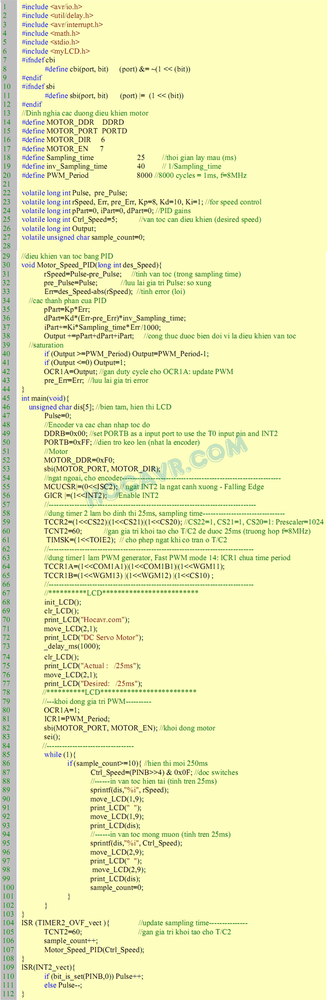 1 #include <avr/io.h>
2 #include <util/delay.h>
3 #include <avr/interrupt.h>
4 #include <math.h>
5 #include <stdio.h>
6 #include <myLCD.h>
7 #ifndef cbi
8 #define cbi(port, bit) (port) &= ~(1 << (bit))
9 #endif
10 #ifndef sbi
11 #define sbi(port, bit) (port) |= (1 << (bit))
12 #endif
13 //Dinh nghia cac duong dieu khien motor
14 #define MOTOR_DDR DDRD
15 #define MOTOR_PORT PORTD
16 #define MOTOR_DIR 6
17 #define MOTOR_EN 7
18 #define Sampling_time 25 //thoi gian lay mau (ms)
19 #define inv_Sampling_time 40 // 1/Sampling_time
20 #define PWM_Period 8000 //8000 cycles = 1ms, f=8MHz
21
22 volatile long int Pulse, pre_Pulse;
23 volatile long int rSpeed, Err, pre_Err, Kp=8, Kd=10, Ki=1; //for speed control
24 volatile long int pPart=0, iPart=0, dPart=0; //PID gains
25 volatile long int Ctrl_Speed=5; //van toc can dieu khien (desired speed)
26 volatile long int Output;
27 volatile unsigned char sample_count=0;
28
29 //dieu khien van toc bang PID
30 void Motor_Speed_PID(long int des_Speed){
31 rSpeed=Pulse-pre_Pulse; //tinh van toc (trong sampling time)
32 pre_Pulse=Pulse; //luu lai gia tri Pulse: so xung
33 Err=des_Speed-abs(rSpeed); //tinh error (loi)
34 //cac thanh phan cua PID
35 pPart=Kp*Err;
36 dPart=Kd*(Err-pre_Err)*inv_Sampling_time;
37 iPart+=Ki*Sampling_time*Err/1000;
38 Output +=pPart+dPart+iPart; //cong thuc duoc bien doi vi la dieu khien van toc
39 //saturation
40 if (Output >=PWM_Period) Output=PWM_Period-1;
41 if (Output <=0) Output=1;
42 OCR1A=Output; //gan duty cycle cho OCR1A: update PWM
43 pre_Err=Err; //luu lai gia tri error
44 }
45 int main(void){
46 unsigned char dis[5]; //bien tam, hien thi LCD
47 Pulse=0;
48 //Encoder va cac chan nhap toc do
49 DDRB=0x00; //set PORTB as a input port to use the T0 input pin and INT2
50 PORTB=0xFF; //dien tro keo len (nhat la encoder)
51 //Motor
52 MOTOR_DDR=0xF0;
53 sbi(MOTOR_PORT, MOTOR_DIR);
54 //ngat ngoai, cho encoder--------------------------------------------------------------
55 MCUCSR|=(0<<ISC2); // ngat INT2 la ngat canh xuong - Falling Edge
56 GICR |=(1<<INT2); //Enable INT2
57 //--------------------------------------------------------------------------------
58 //dung timer 2 lam bo dinh thi 25ms, sampling time--------------------------------
59 TCCR2=(1<<CS22)|(1<<CS21)|(1<<CS20); //CS22=1, CS21=1, CS20=1: Prescaler=1024
60 TCNT2=60; //gan gia tri khoi tao cho T/C2 de duoc 25ms (truong hop f=8MHz)
61 TIMSK=(1<<TOIE2); // cho phep ngat khi co tran o T/C2
62 //-------------------------------------------------------------------------------
63 //dung timer1 lam PWM generator, Fast PWM mode 14: ICR1 chua time period
64 TCCR1A=(1<<COM1A1)|(1<<COM1B1)|(1<<WGM11);
65 TCCR1B=(1<<WGM13) |(1<<WGM12) |(1<<CS10) ;
66 //-------------------------------------------------------------------------------
67 //**********LCD*************************
68 init_LCD();
69 clr_LCD();
70 print_LCD("Hocavr.com");
71 move_LCD(2,1);
72 print_LCD("DC Servo Motor");
73 _delay_ms(1000);
74 clr_LCD();
75 print_LCD("Actual : /25ms");
76 move_LCD(2,1);
77 print_LCD("Desired: /25ms");
78 //**********LCD*************************
79 //---khoi dong gia tri PWM----------
80 OCR1A=1;
81 ICR1=PWM_Period;
82 sbi(MOTOR_PORT, MOTOR_EN); //khoi dong motor
83 sei();
84 //----------------------------------
85 while (1){
86 if(sample_count>=10){ //hien thi moi 250ms
87 Ctrl_Speed=(PINB>>4) & 0x0F; //doc switches
88 //------in van toc hien tai (tinh tren 25ms)
89 sprintf(dis,"%i", rSpeed);
90 move_LCD(1,9);
91 print_LCD("  ");
92 move_LCD(1,9);
93 print_LCD(dis);
94 //------in van toc mong muon (tinh tren 25ms)
95 sprintf(dis,"%i", Ctrl_Speed);
96 move_LCD(2,9);
97 print_LCD("  ");
98 move_LCD(2,9);
99 print_LCD(dis);
100 sample_count=0;
101 }
102 }
103 }
104 ISR (TIMER2_OVF_vect ){ //update sampling time---------------
105 TCNT2=60; //gan gia tri khoi tao cho T/C2
106 sample_count++;
107 Motor_Speed_PID(Ctrl_Speed);
108 }
109 ISR(INT2_vect){
110 if (bit_is_set(PINB,0)) Pulse++;
111 else Pulse--;
112 }
HOCAVR.COM